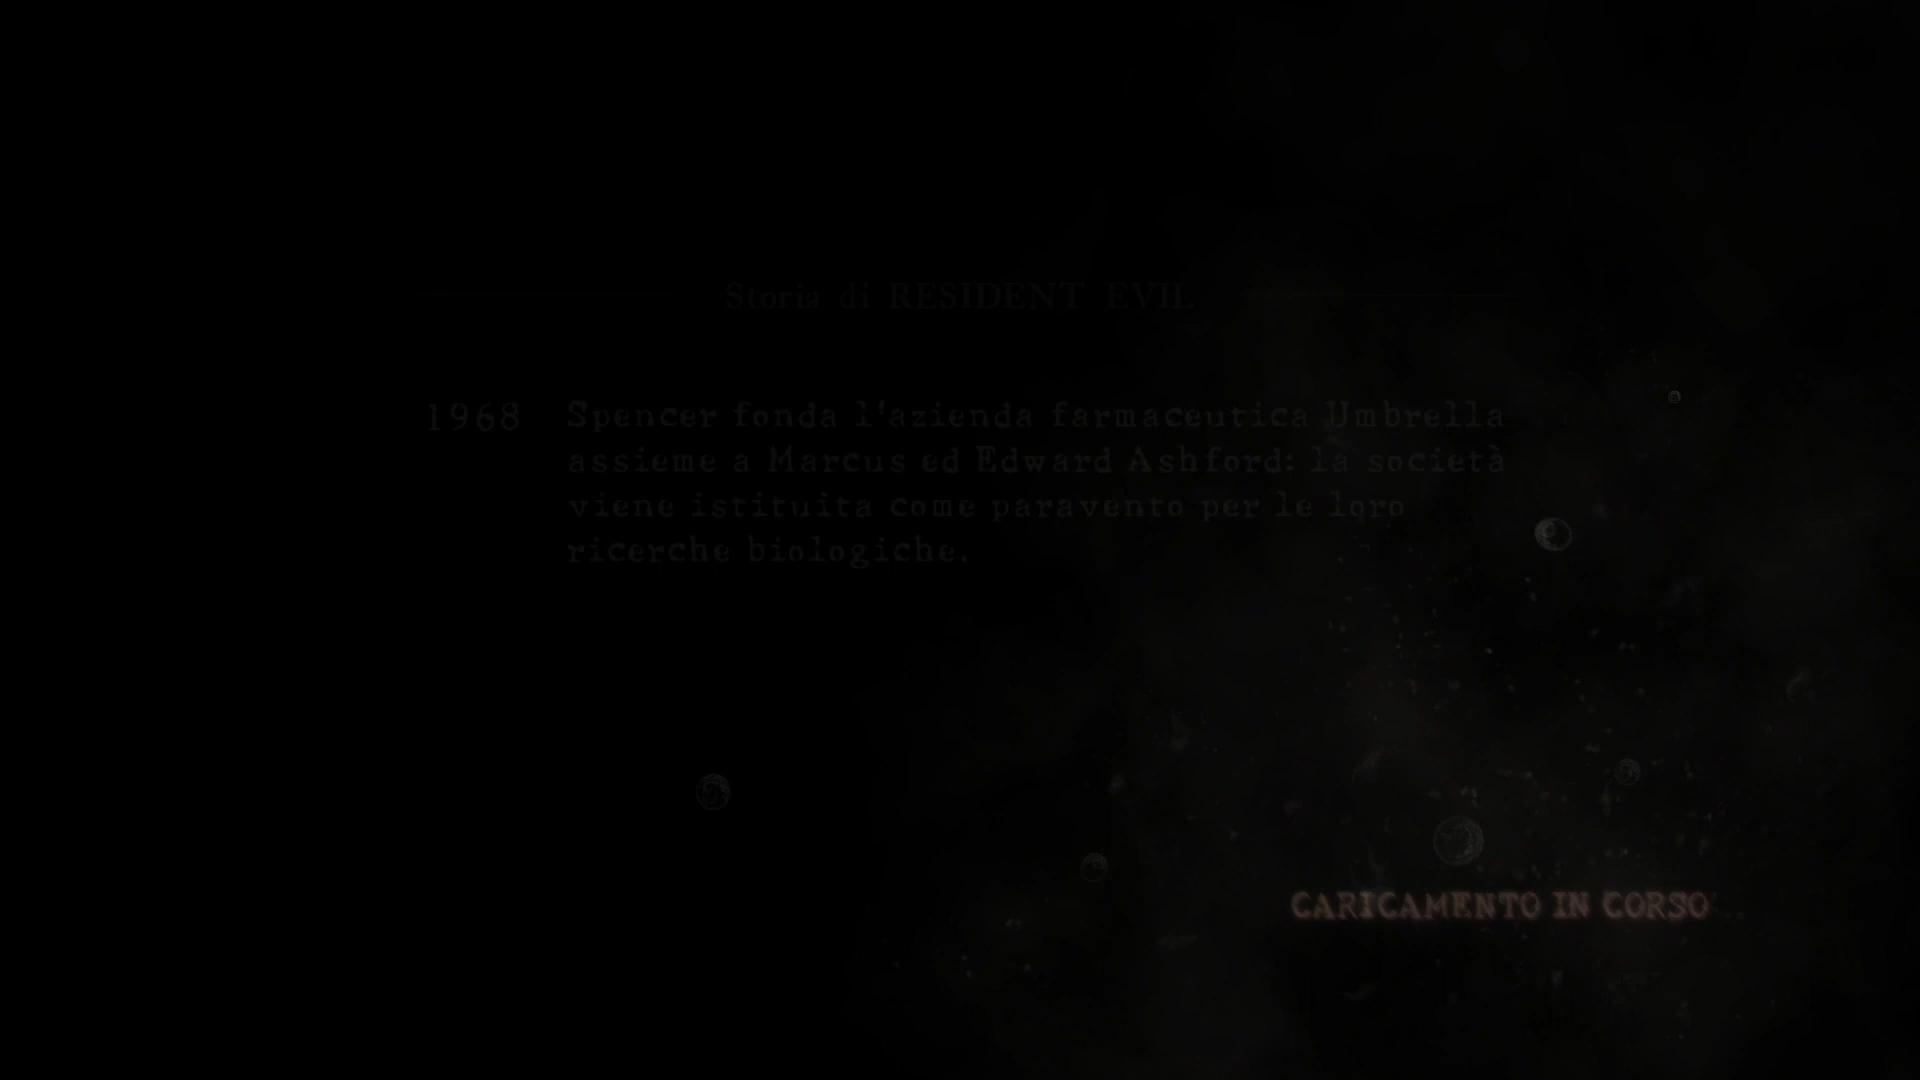 Storia di RESIDENT EVIL
1968 Spencer fonda l'azienda farmaceutica Umbrella
assieme a Marcus ed Edward Ashford: la società
viene istituita come paravento per le loro
ricerche biologiche.
CARICAMENTO IN CORSO...